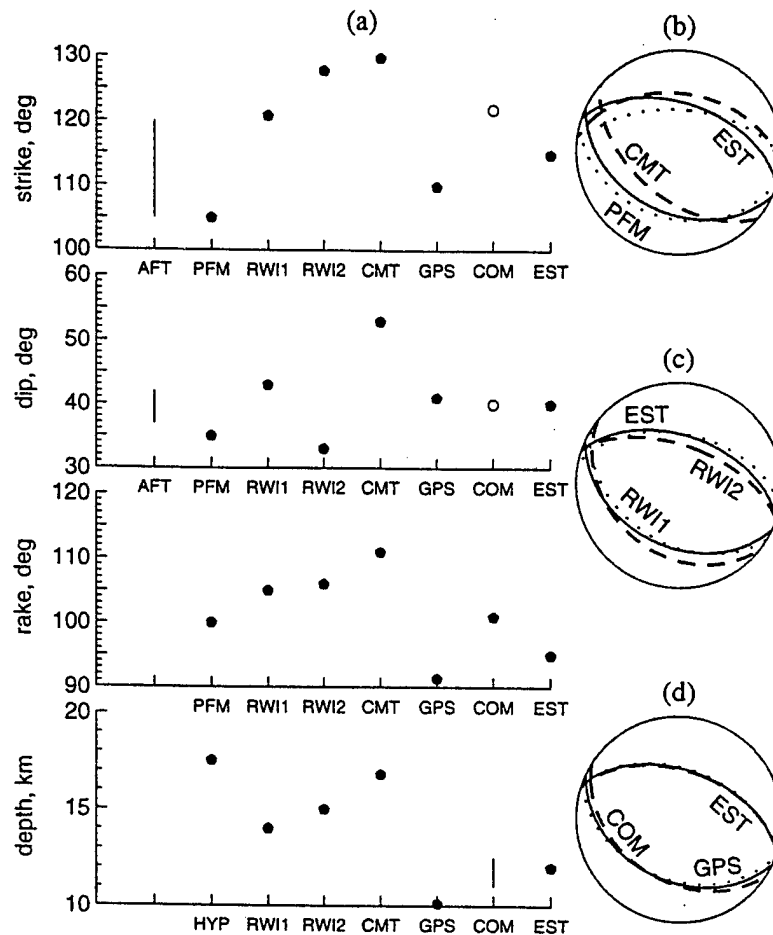 (a)
strike, deg
130
120
110
100
AFT PFM RWI1 RWI2 CMT GPS COM EST
dip, deg
60
50
40
30
AFT PFM RWI1 RWI2 CMT GPS COM EST
rake, deg
120
110
100
90
PFM RWI1 RWI2 CMT GPS COM EST
depth, km
20
15
10
HYP RWI1 RWI2 CMT GPS COM EST
(b)
EST
CMT
PFM
(c)
EST
RWI2
RWI1
(d)
EST
COM
GPS